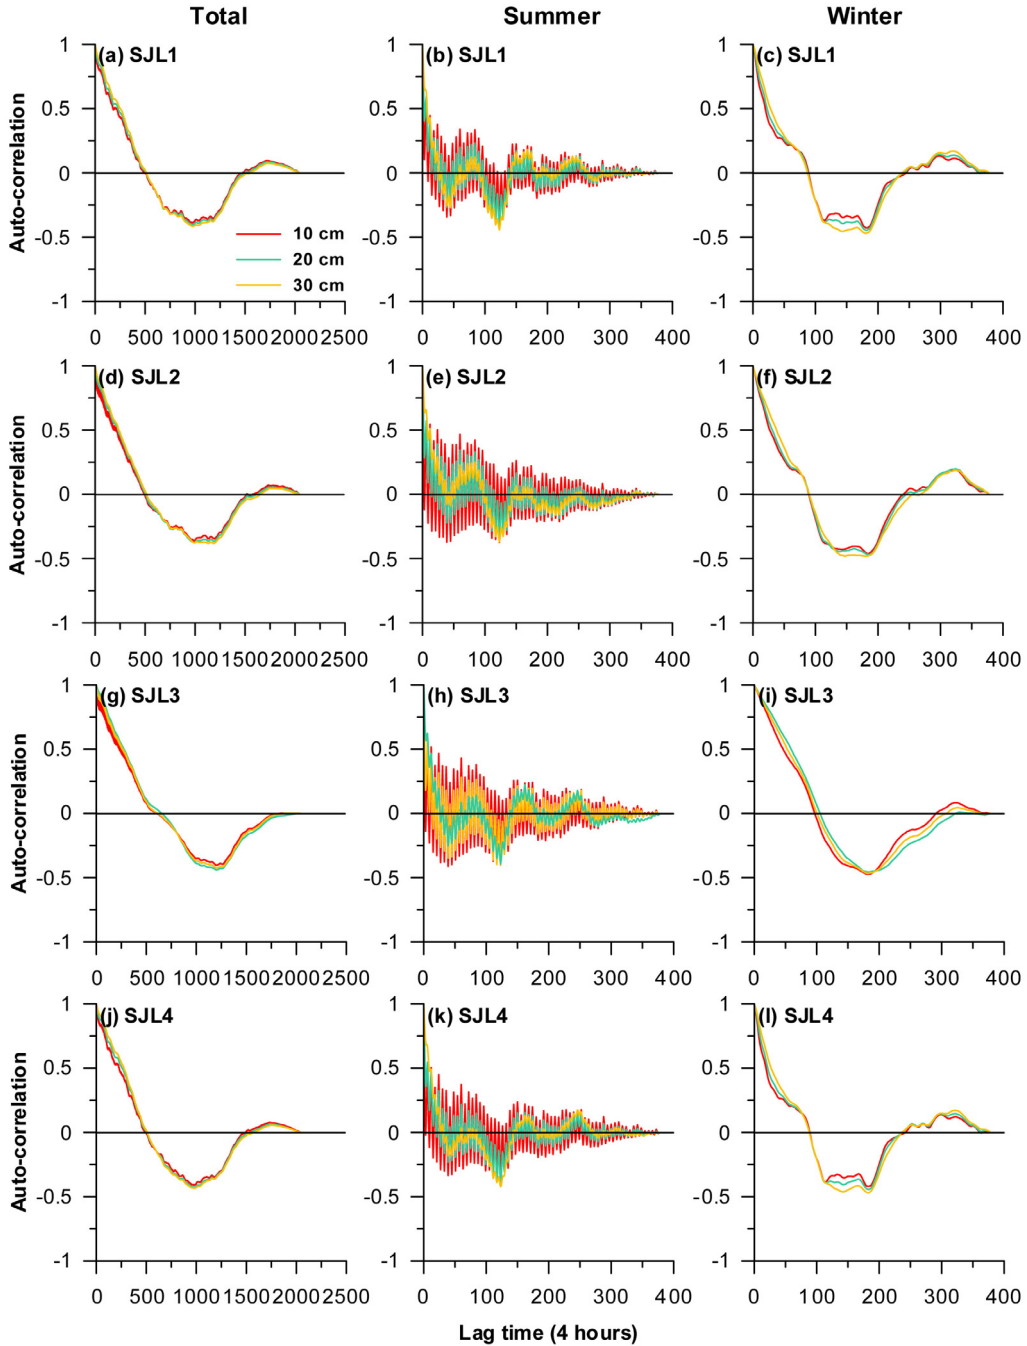 Total Summer Winter
(a) SJL1 (b) SJL1 (c) SJL1
Auto-correlation
1 0.5 0 -0.5 -1
10 cm
20 cm
30 cm
1 0.5 0 -0.5 -1
1 0.5 0 -0.5 -1
0 500 1000 1500 2000 2500
0 100 200 300 400
0 100 200 300 400
(d) SJL2 (e) SJL2 (f) SJL2
Auto-correlation
1 0.5 0 -0.5 -1
1 0.5 0 -0.5 -1
1 0.5 0 -0.5 -1
0 500 1000 1500 2000 2500
0 100 200 300 400
0 100 200 300 400
(g) SJL3 (h) SJL3 (i) SJL3
Auto-correlation
1 0.5 0 -0.5 -1
1 0.5 0 -0.5 -1
1 0.5 0 -0.5 -1
0 500 1000 1500 2000 2500
0 100 200 300 400
0 100 200 300 400
(j) SJL4 (k) SJL4 (l) SJL4
Auto-correlation
1 0.5 0 -0.5 -1
1 0.5 0 -0.5 -1
1 0.5 0 -0.5 -1
0 500 1000 1500 2000 2500
0 100 200 300 400
0 100 200 300 400
Lag time (4 hours)